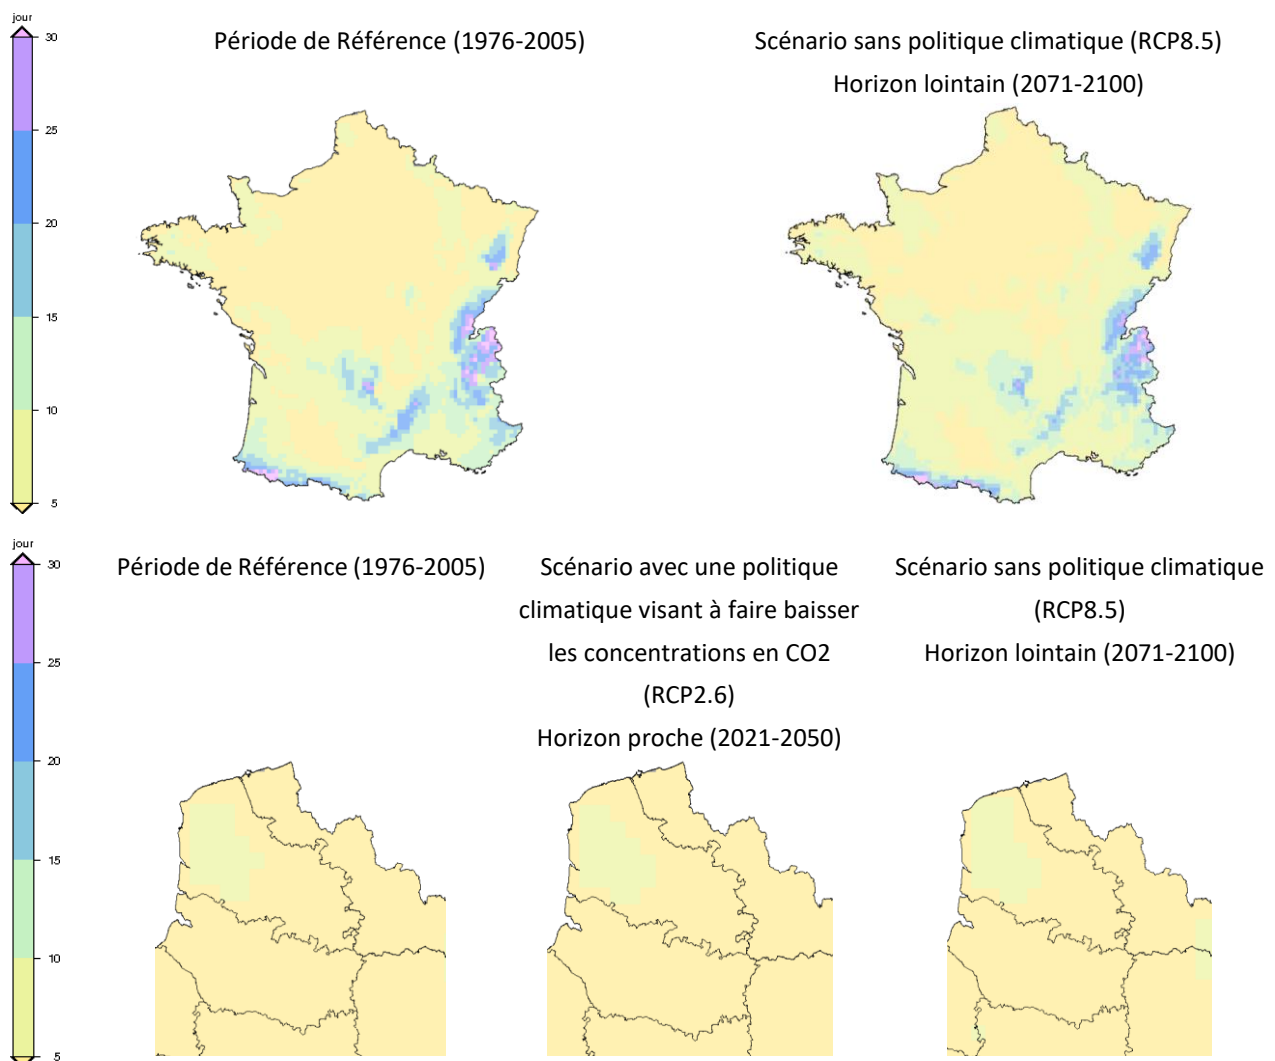 jour
30
25
20
15
10
5
Période de Référence (1976-2005)
Scénario sans politique climatique (RCP8.5)
Horizon lointain (2071-2100)
jour
30
25
20
15
10
5
Période de Référence (1976-2005)
Scénario avec une politique
climatique visant à faire baisser
les concentrations en CO2
(RCP2.6)
Horizon proche (2021-2050)
Scénario sans politique climatique
(RCP8.5)
Horizon lointain (2071-2100)